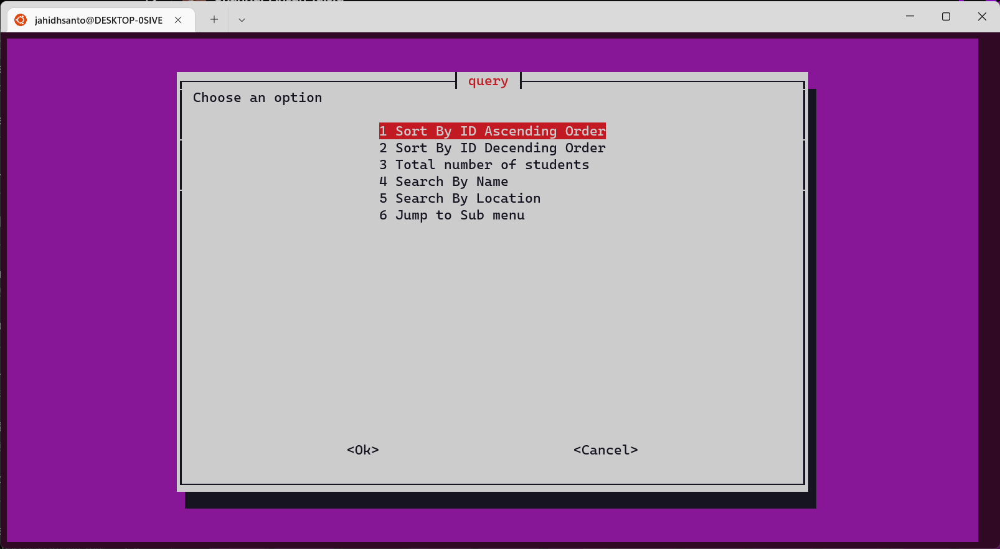 jahidhsanto@DESKTOP-0SIVE
query
Choose an option
1 Sort By ID Ascending Order
2 Sort By ID Decending Order
3 Total number of students
4 Search By Name
5 Search By Location
6 Jump to Sub menu
<Ok> <Cancel>